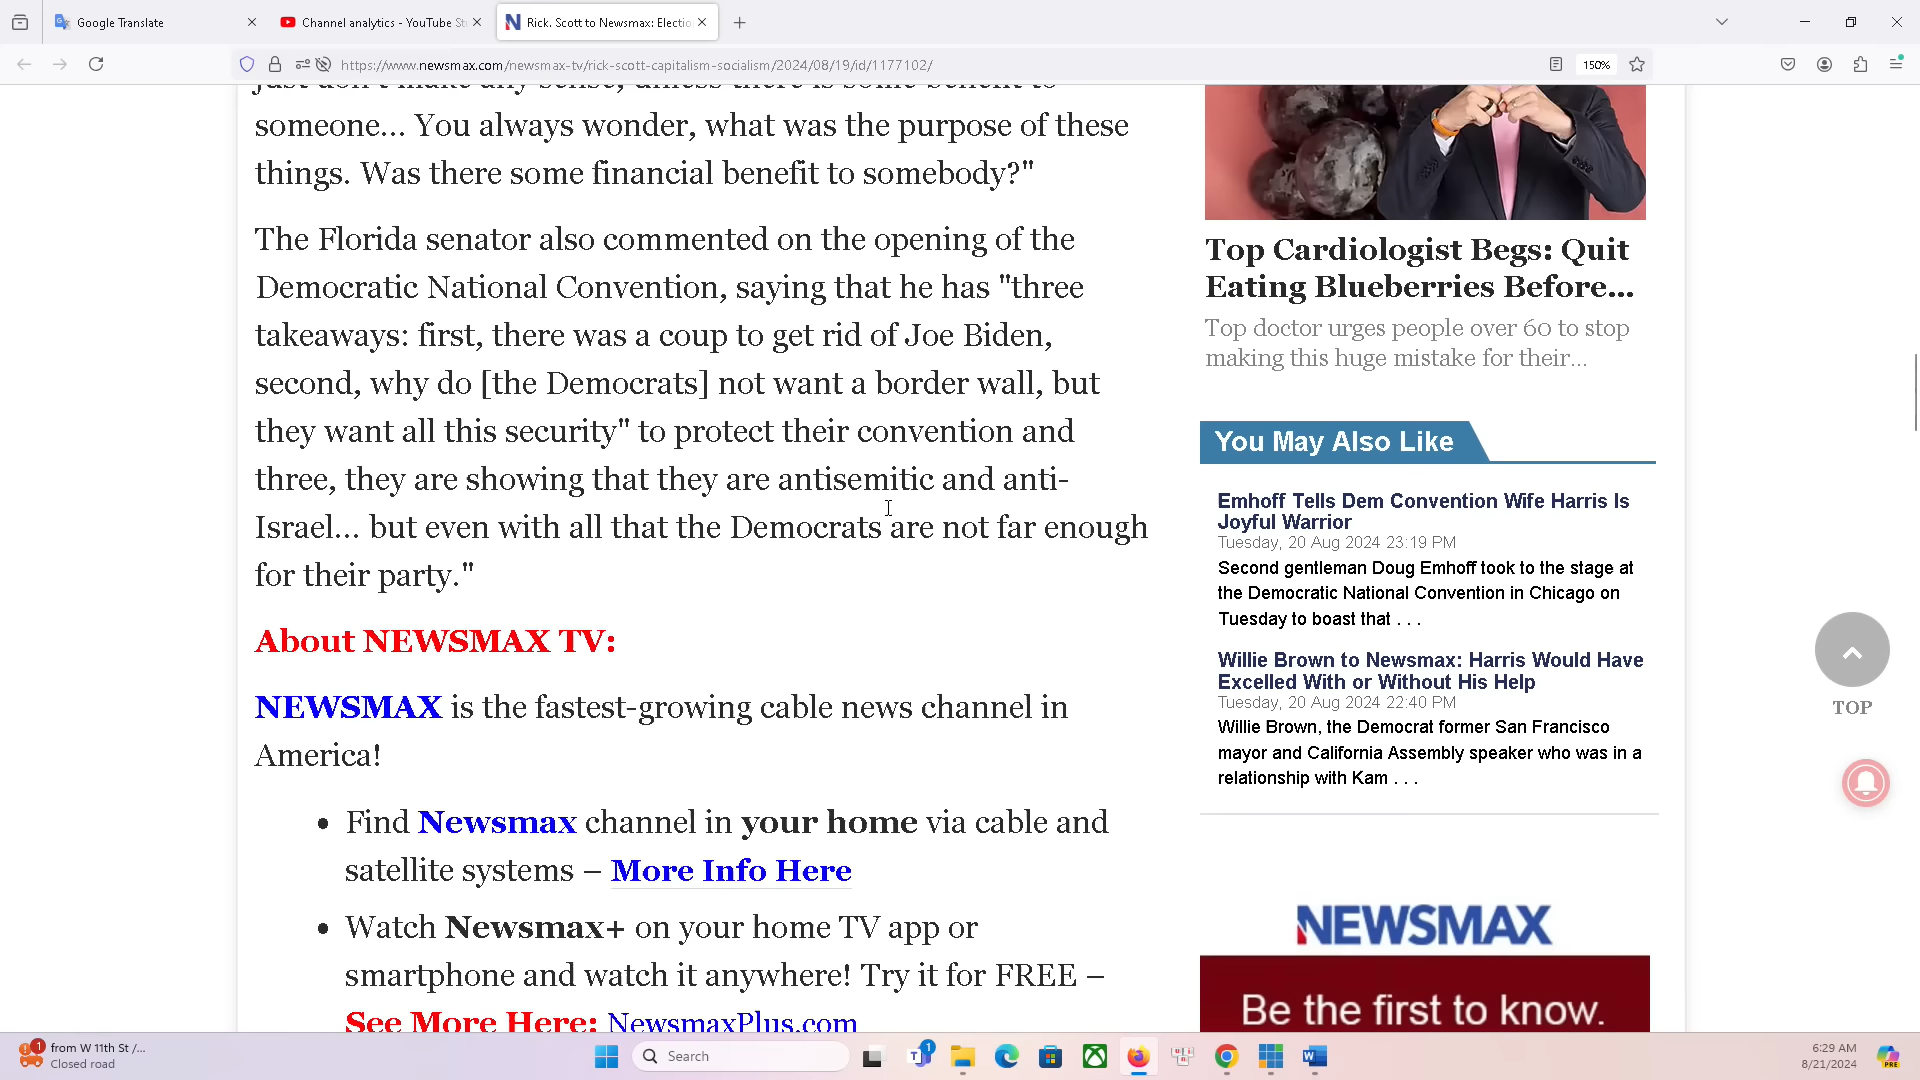 Google Translate
Channel analytics - YouTube St
Rick. Scott to Newsmax: Electio
https://www.newsmax.com/newsmax-tv/rick-scott-capitalism-socialism/2024/08/19/id/1177102/
150%
just don't make any sense, unless there is some benefit to
someone... You always wonder, what was the purpose of these
things. Was there some financial benefit to somebody?"
The Florida senator also commented on the opening of the
Democratic National Convention, saying that he has "three
takeaways: first, there was a coup to get rid of Joe Biden,
second, why do [the Democrats] not want a border wall, but
they want all this security" to protect their convention and
three, they are showing that they are antisemitic and anti-
Israel... but even with all that the Democrats are not far enough
for their party."
About NEWSMAX TV:
NEWSMAX is the fastest-growing cable news channel in
America!
• Find Newsmax channel in your home via cable and
satellite systems – More Info Here
• Watch Newsmax+ on your home TV app or
smartphone and watch it anywhere! Try it for FREE –
See More Here: NewsmaxPlus.com
Top Cardiologist Begs: Quit
Eating Blueberries Before...
Top doctor urges people over 60 to stop
making this huge mistake for their...
You May Also Like
Emhoff Tells Dem Convention Wife Harris Is
Joyful Warrior
Tuesday, 20 Aug 2024 23:19 PM
Second gentleman Doug Emhoff took to the stage at
the Democratic National Convention in Chicago on
Tuesday to boast that . . .
Willie Brown to Newsmax: Harris Would Have
Excelled With or Without His Help
Tuesday, 20 Aug 2024 22:40 PM
Willie Brown, the Democrat former San Francisco
mayor and California Assembly speaker who was in a
relationship with Kam . . .
NEWSMAX
Be the first to know.
TOP
1
from W 11th St /...
Closed road
Search
1
6:29 AM
8/21/2024